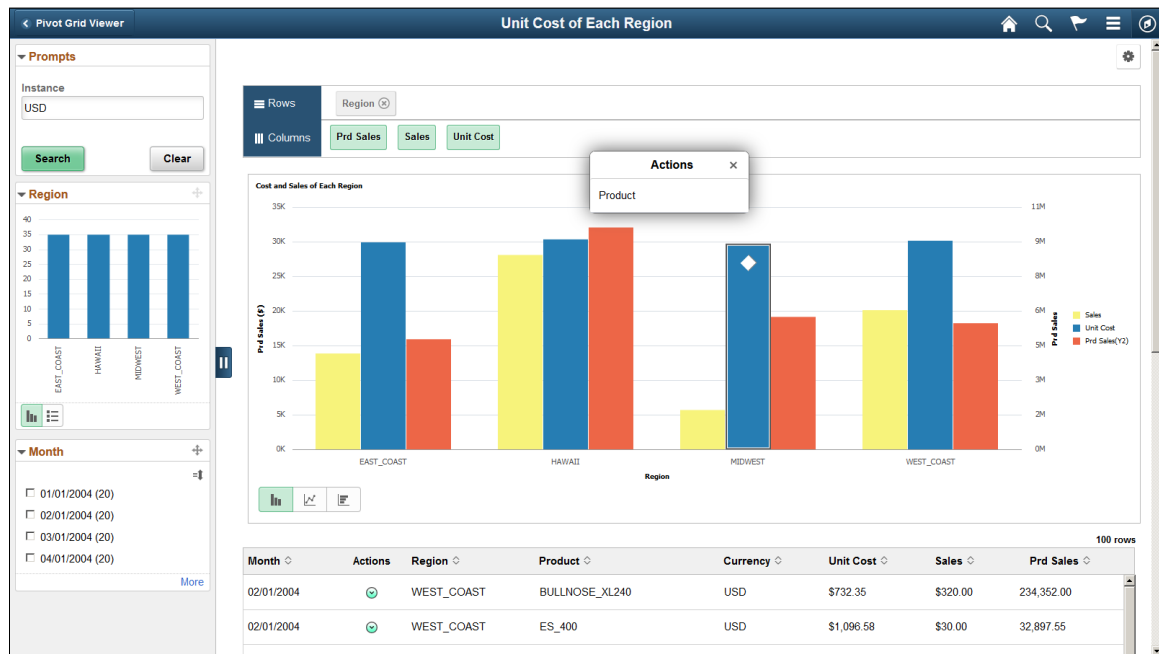 Pivot Grid Viewer
Unit Cost of Each Region
Prompts
Instance
USD
Search Clear
Region
40
35
30
25
20
15
10
5
0
EAST_COAST
HAWAII
MIDWEST
WEST_COAST
Month
01/01/2004 (20)
02/01/2004 (20)
03/01/2004 (20)
04/01/2004 (20)
More
Rows Region
Columns Prd Sales Sales Unit Cost
Actions ×
Product
Cost and Sales of Each Region
35K 11M
30K 9M
25K 8M
20K 6M
15K 5M
10K 3M
5K 2M
0K 0M
Prd Sales ($)
Prd Sales
Sales
Unit Cost
Prd Sales(Y2)
EAST_COAST HAWAII MIDWEST WEST_COAST
Region
100 rows
Month Actions Region Product Currency Unit Cost Sales Prd Sales
02/01/2004 WEST_COAST BULLNOSE_XL240 USD $732.35 $320.00 234,352.00
02/01/2004 WEST_COAST ES_400 USD $1,096.58 $30.00 32,897.55